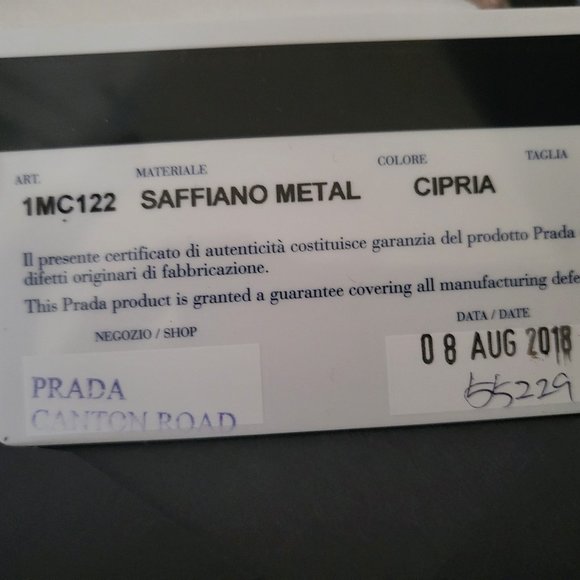 ART. MATERIALE COLORE TAGLIA
1MC122 SAFFIANO METAL CIPRIA
Il presente certificato di autenticità costituisce garanzia del prodotto Prada
difetti originari di fabbricazione.
This Prada product is granted a guarantee covering all manufacturing defe
NEGOZIO / SHOP DATA / DATE
PRADA 08 AUG 2018
CANTON ROAD 55229